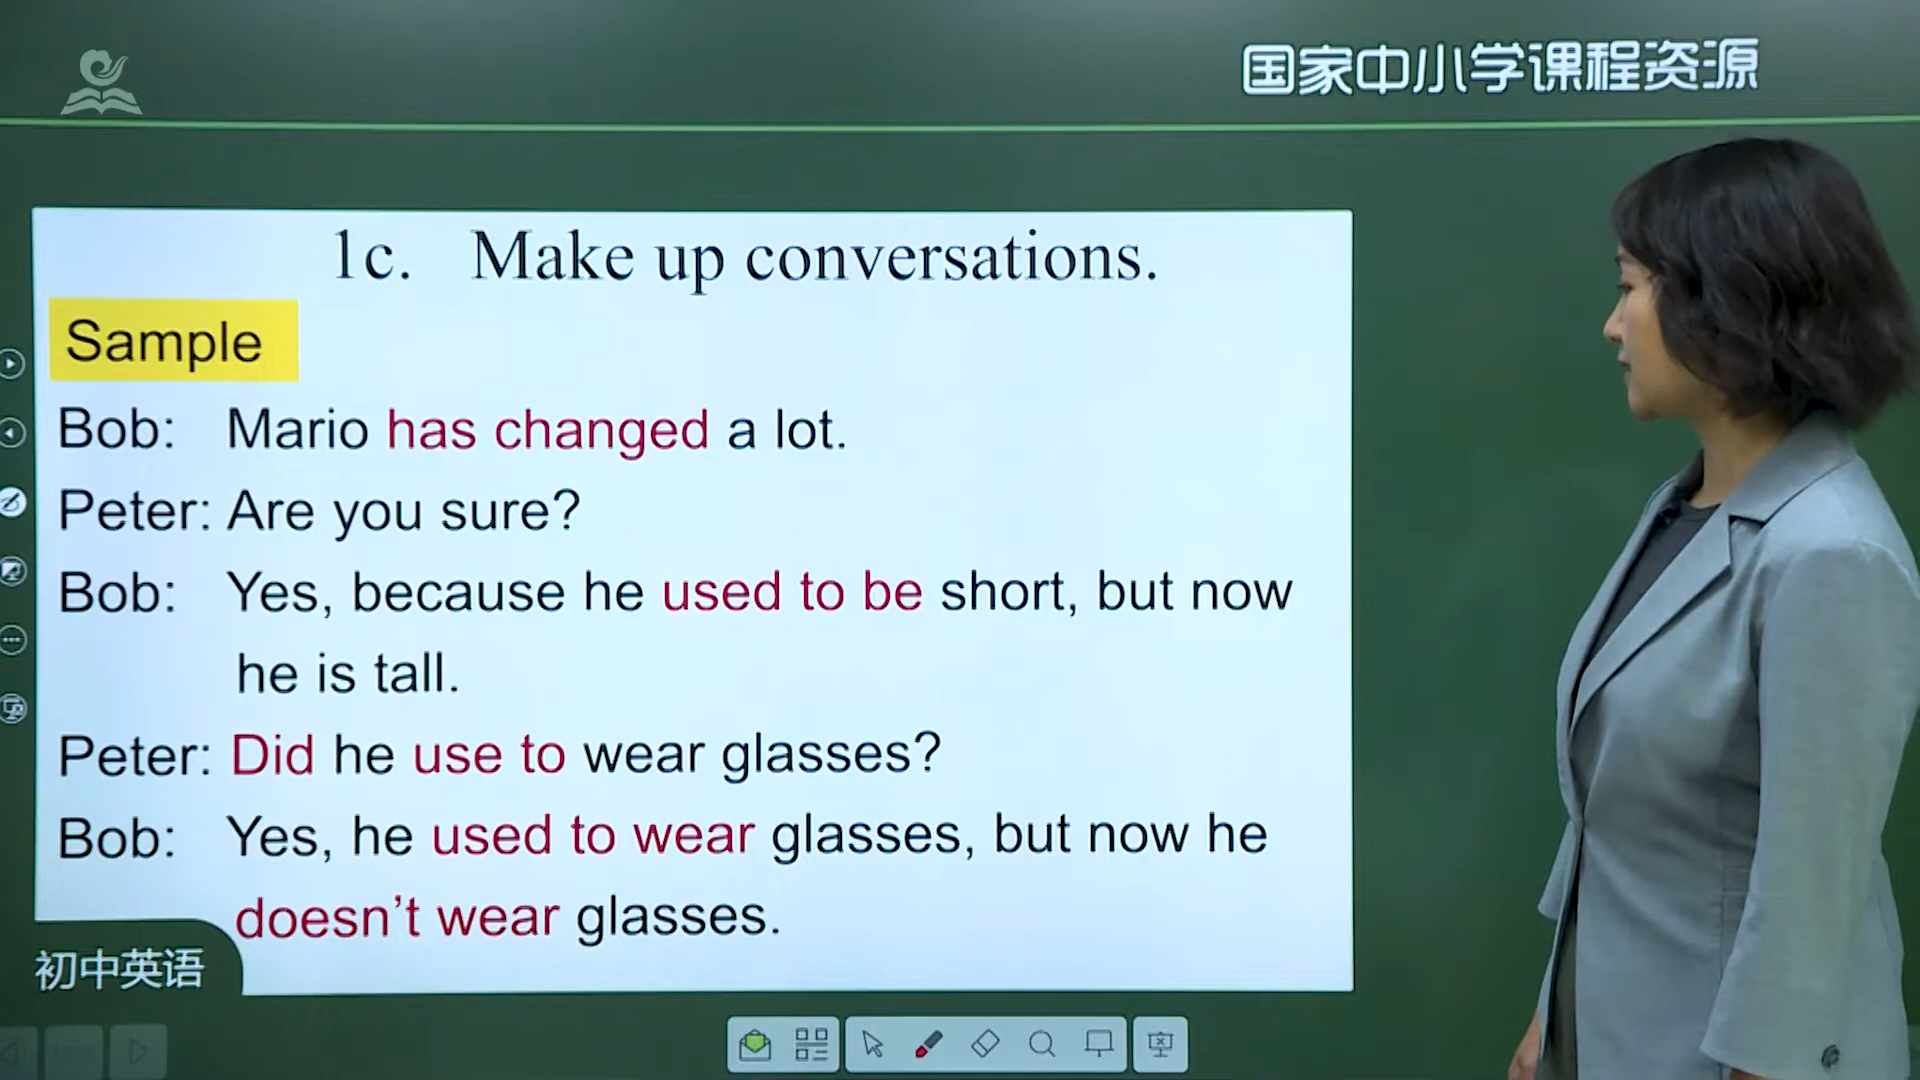 国家中小学课程资源
1c. Make up conversations.
Sample
Bob: Mario has changed a lot.
Peter: Are you sure?
Bob: Yes, because he used to be short, but now
he is tall.
Peter: Did he use to wear glasses?
Bob: Yes, he used to wear glasses, but now he
doesn't wear glasses.
初中英语